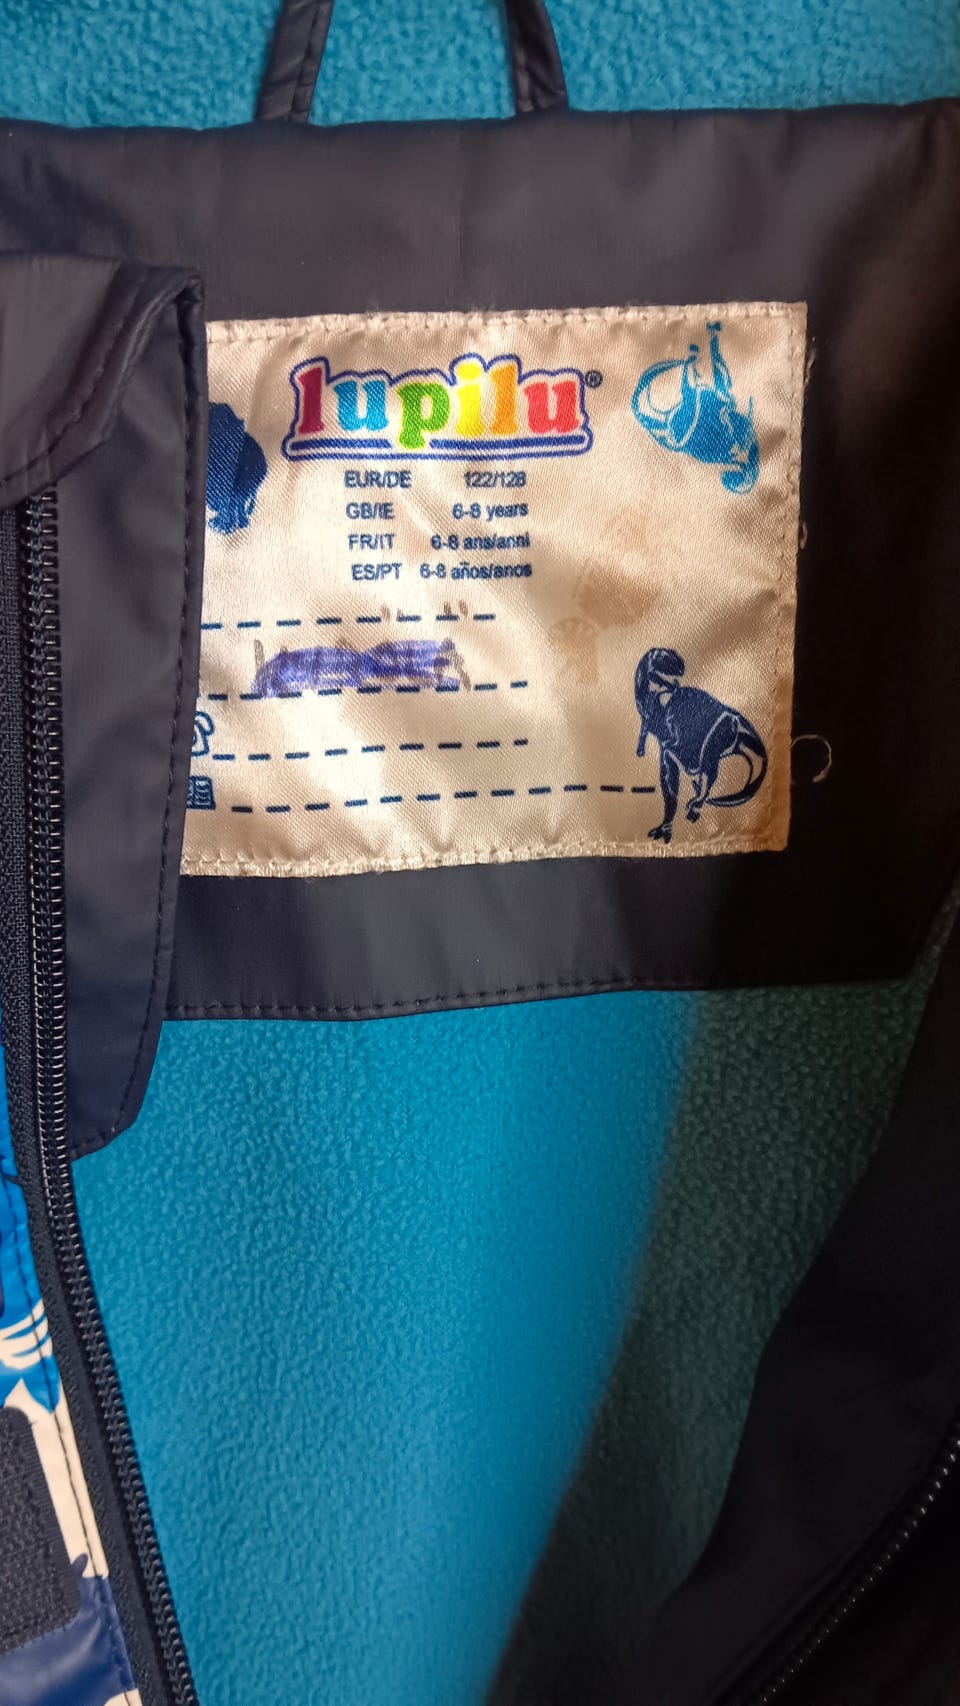 lupilu®
EUR/DE 122/128
GB/IE 6-8 years
FR/IT 6-8 ans/anni
ES/PT 6-8 años/anos